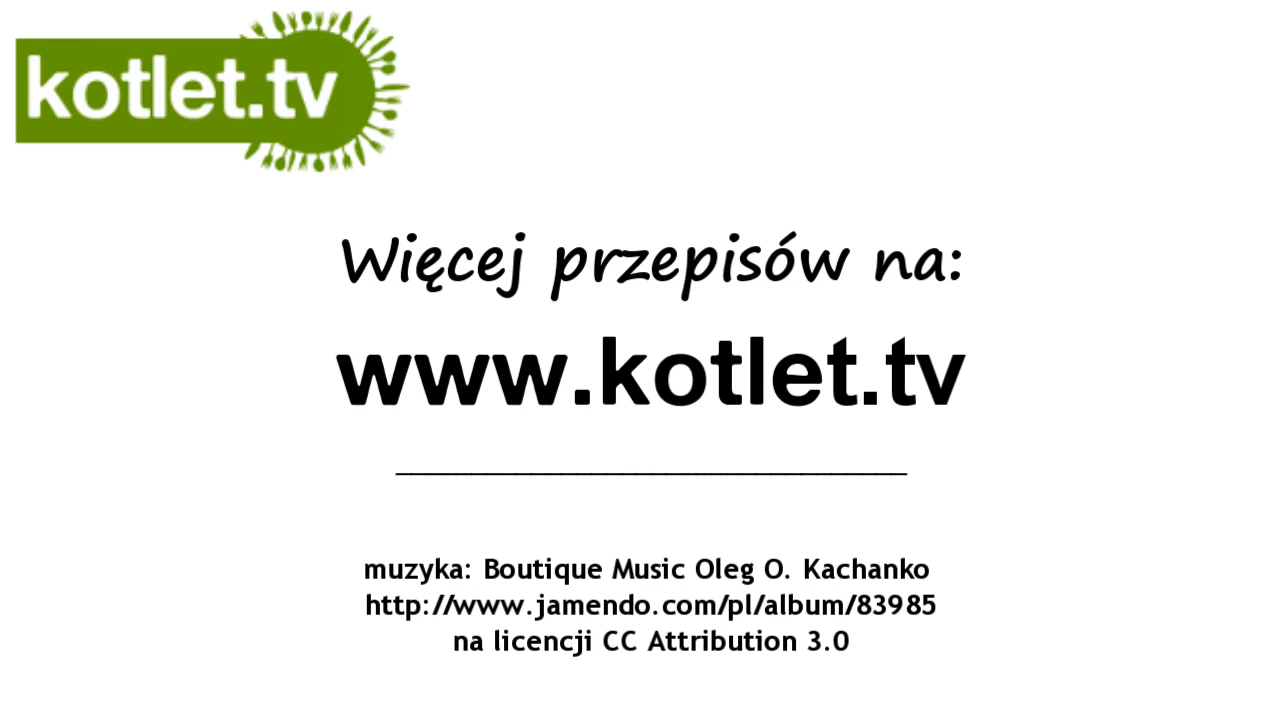 kotlet.tv
Więcej przepisów na:
www.kotlet.tv
muzyka: Boutique Music Oleg O. Kachanko
http://www.jamendo.com/pl/album/83985
na licencji CC Attribution 3.0